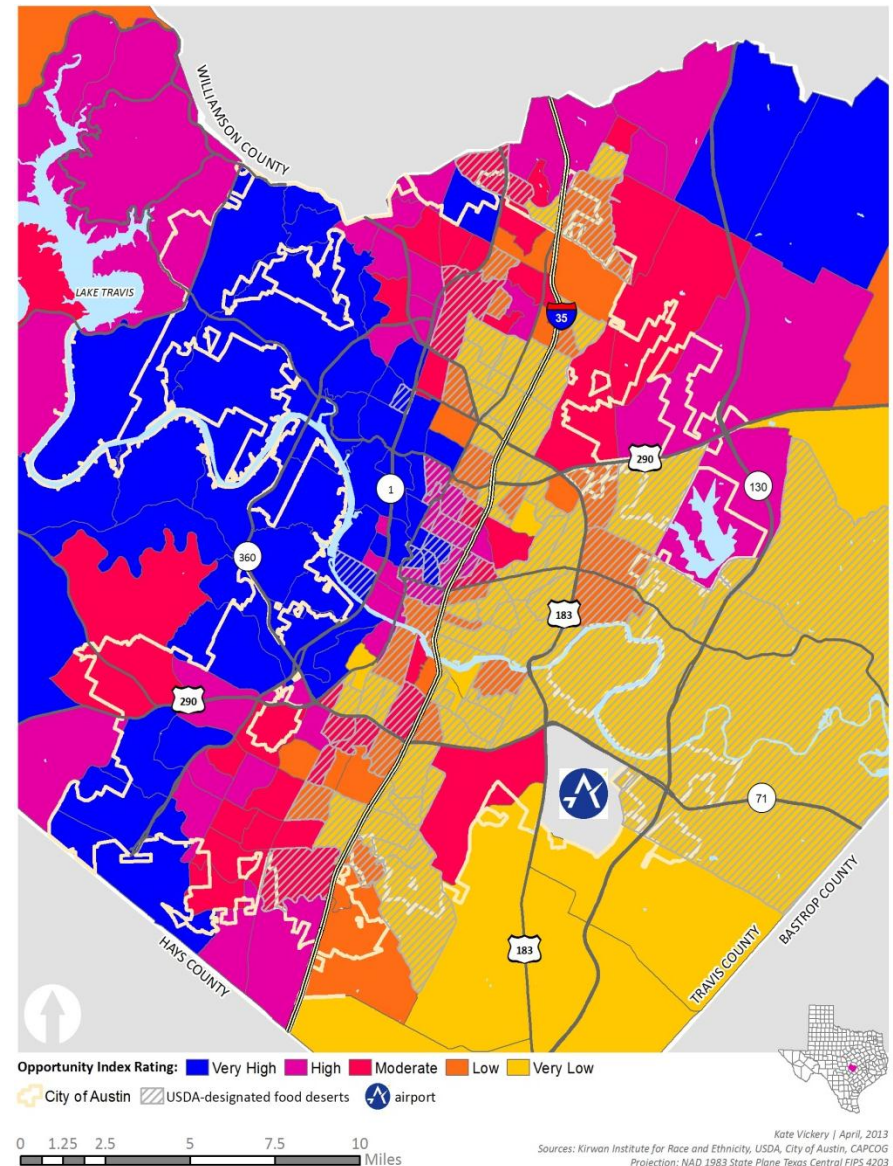 WILLIAMSON COUNTY
LAKE TRAVIS
35
290
130
1
360
183
290
71
183
HAYS COUNTY
TRAVIS COUNTY
BASTROP COUNTY
Opportunity Index Rating: Very High High Moderate Low Very Low
City of Austin USDA-designated food deserts airport
0 1.25 2.5 5 7.5 10
Miles
Kate Vickery | April, 2013
Sources: Kirwan Institute for Race and Ethnicity, USDA, City of Austin, CAPCOG
Projection: NAD 1983 State Plane Texas Central FIPS 4203